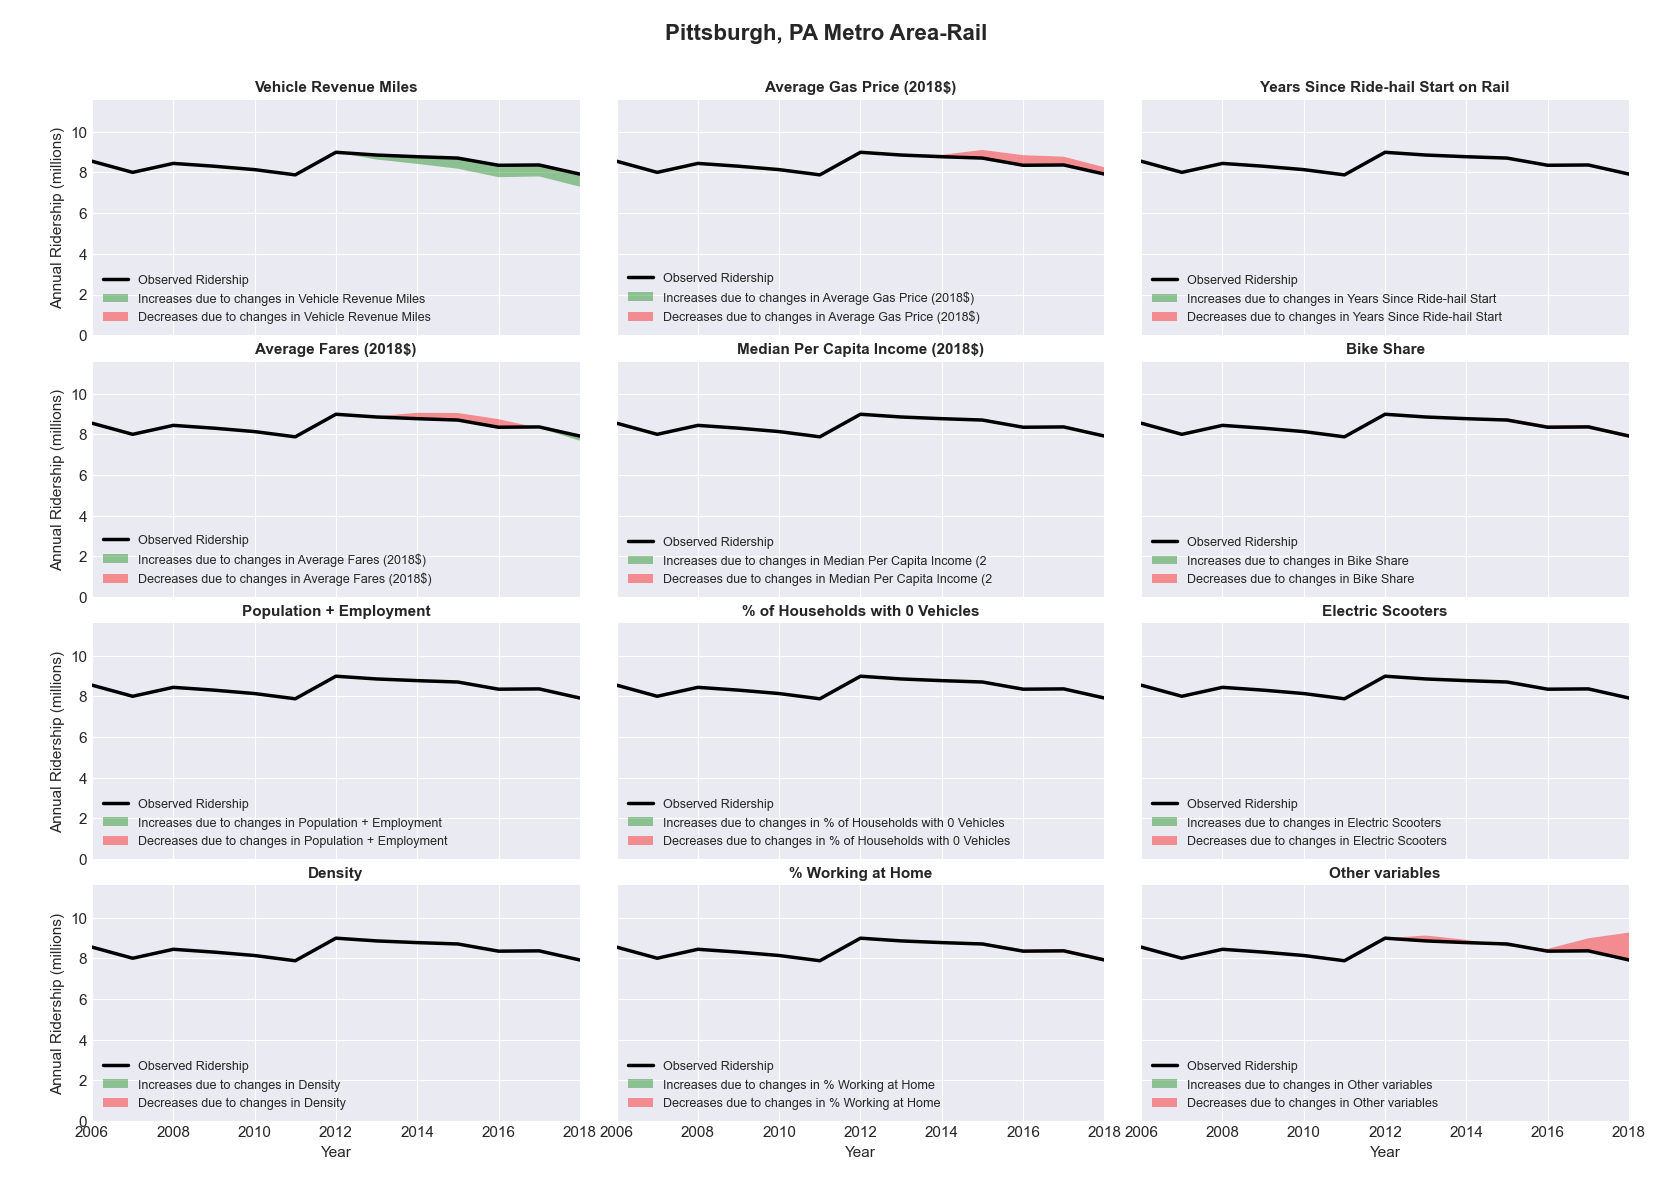 Pittsburgh, PA Metro Area-Rail
Vehicle Revenue Miles
Average Gas Price (2018$)
Years Since Ride-hail Start on Rail
Annual Ridership (millions)
10
8
6
4
2
0
Observed Ridership
Increases due to changes in Vehicle Revenue Miles
Decreases due to changes in Vehicle Revenue Miles
Observed Ridership
Increases due to changes in Average Gas Price (2018$)
Decreases due to changes in Average Gas Price (2018$)
Observed Ridership
Increases due to changes in Years Since Ride-hail Start
Decreases due to changes in Years Since Ride-hail Start
Average Fares (2018$)
Median Per Capita Income (2018$)
Bike Share
Annual Ridership (millions)
10
8
6
4
2
0
Observed Ridership
Increases due to changes in Average Fares (2018$)
Decreases due to changes in Average Fares (2018$)
Observed Ridership
Increases due to changes in Median Per Capita Income (2
Decreases due to changes in Median Per Capita Income (2
Observed Ridership
Increases due to changes in Bike Share
Decreases due to changes in Bike Share
Population + Employment
% of Households with 0 Vehicles
Electric Scooters
Annual Ridership (millions)
10
8
6
4
2
0
Observed Ridership
Increases due to changes in Population + Employment
Decreases due to changes in Population + Employment
Observed Ridership
Increases due to changes in % of Households with 0 Vehicles
Decreases due to changes in % of Households with 0 Vehicles
Observed Ridership
Increases due to changes in Electric Scooters
Decreases due to changes in Electric Scooters
Density
% Working at Home
Other variables
Annual Ridership (millions)
10
8
6
4
2
0
Observed Ridership
Increases due to changes in Density
Decreases due to changes in Density
Observed Ridership
Increases due to changes in % Working at Home
Decreases due to changes in % Working at Home
Observed Ridership
Increases due to changes in Other variables
Decreases due to changes in Other variables
2006 2008 2010 2012 2014 2016 2018
2006 2008 2010 2012 2014 2016 2018
2006 2008 2010 2012 2014 2016 2018
Year
Year
Year